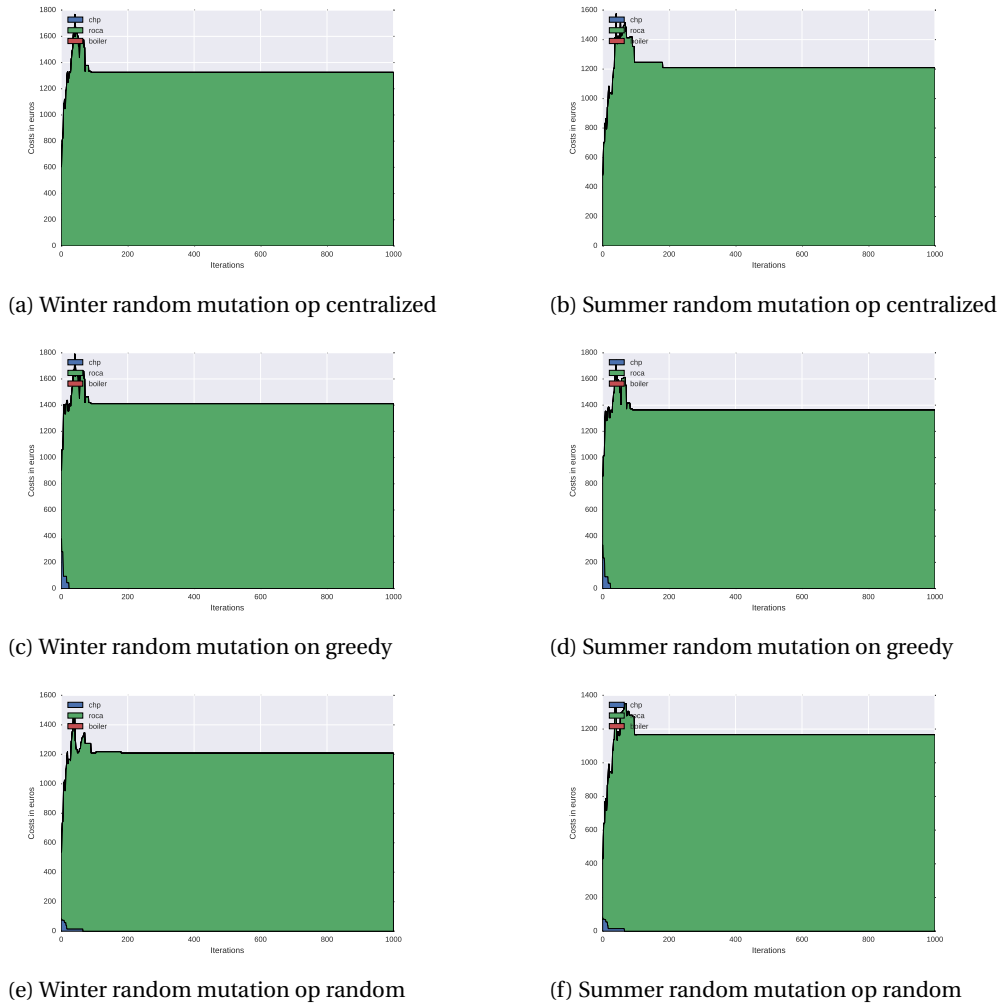 1800
1600
1400
1200
1000
800
600
400
200
0
Costs in euros
chp
roca
boiler
0 200 400 600 800 1000
Iterations
(a) Winter random mutation op centralized
1600
1400
1200
1000
800
600
400
200
0
Costs in euros
chp
roca
boiler
0 200 400 600 800 1000
Iterations
(b) Summer random mutation op centralized
1800
1600
1400
1200
1000
800
600
400
200
0
Costs in euros
chp
roca
boiler
0 200 400 600 800 1000
Iterations
(c) Winter random mutation on greedy
1800
1600
1400
1200
1000
800
600
400
200
0
Costs in euros
chp
roca
boiler
0 200 400 600 800 1000
Iterations
(d) Summer random mutation on greedy
1600
1400
1200
1000
800
600
400
200
0
Costs in euros
chp
roca
boiler
0 200 400 600 800 1000
Iterations
(e) Winter random mutation op random
1400
1200
1000
800
600
400
200
0
Costs in euros
chp
roca
boiler
0 200 400 600 800 1000
Iterations
(f) Summer random mutation op random